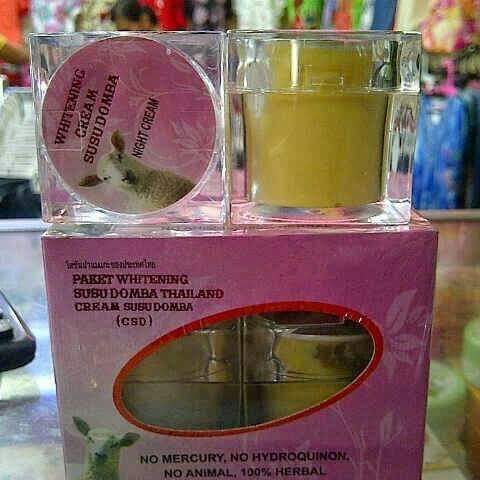 WHITENING
CREAM
SUSU DOMBA
NIGHT CREAM
PAKET WHITENING
SUSU DOMBA THAILAND
CREAM SUSU DOMBA
(CSD)
NO MERCURY, NO HYDROQUINON,
NO ANIMAL, 100% HERBAL